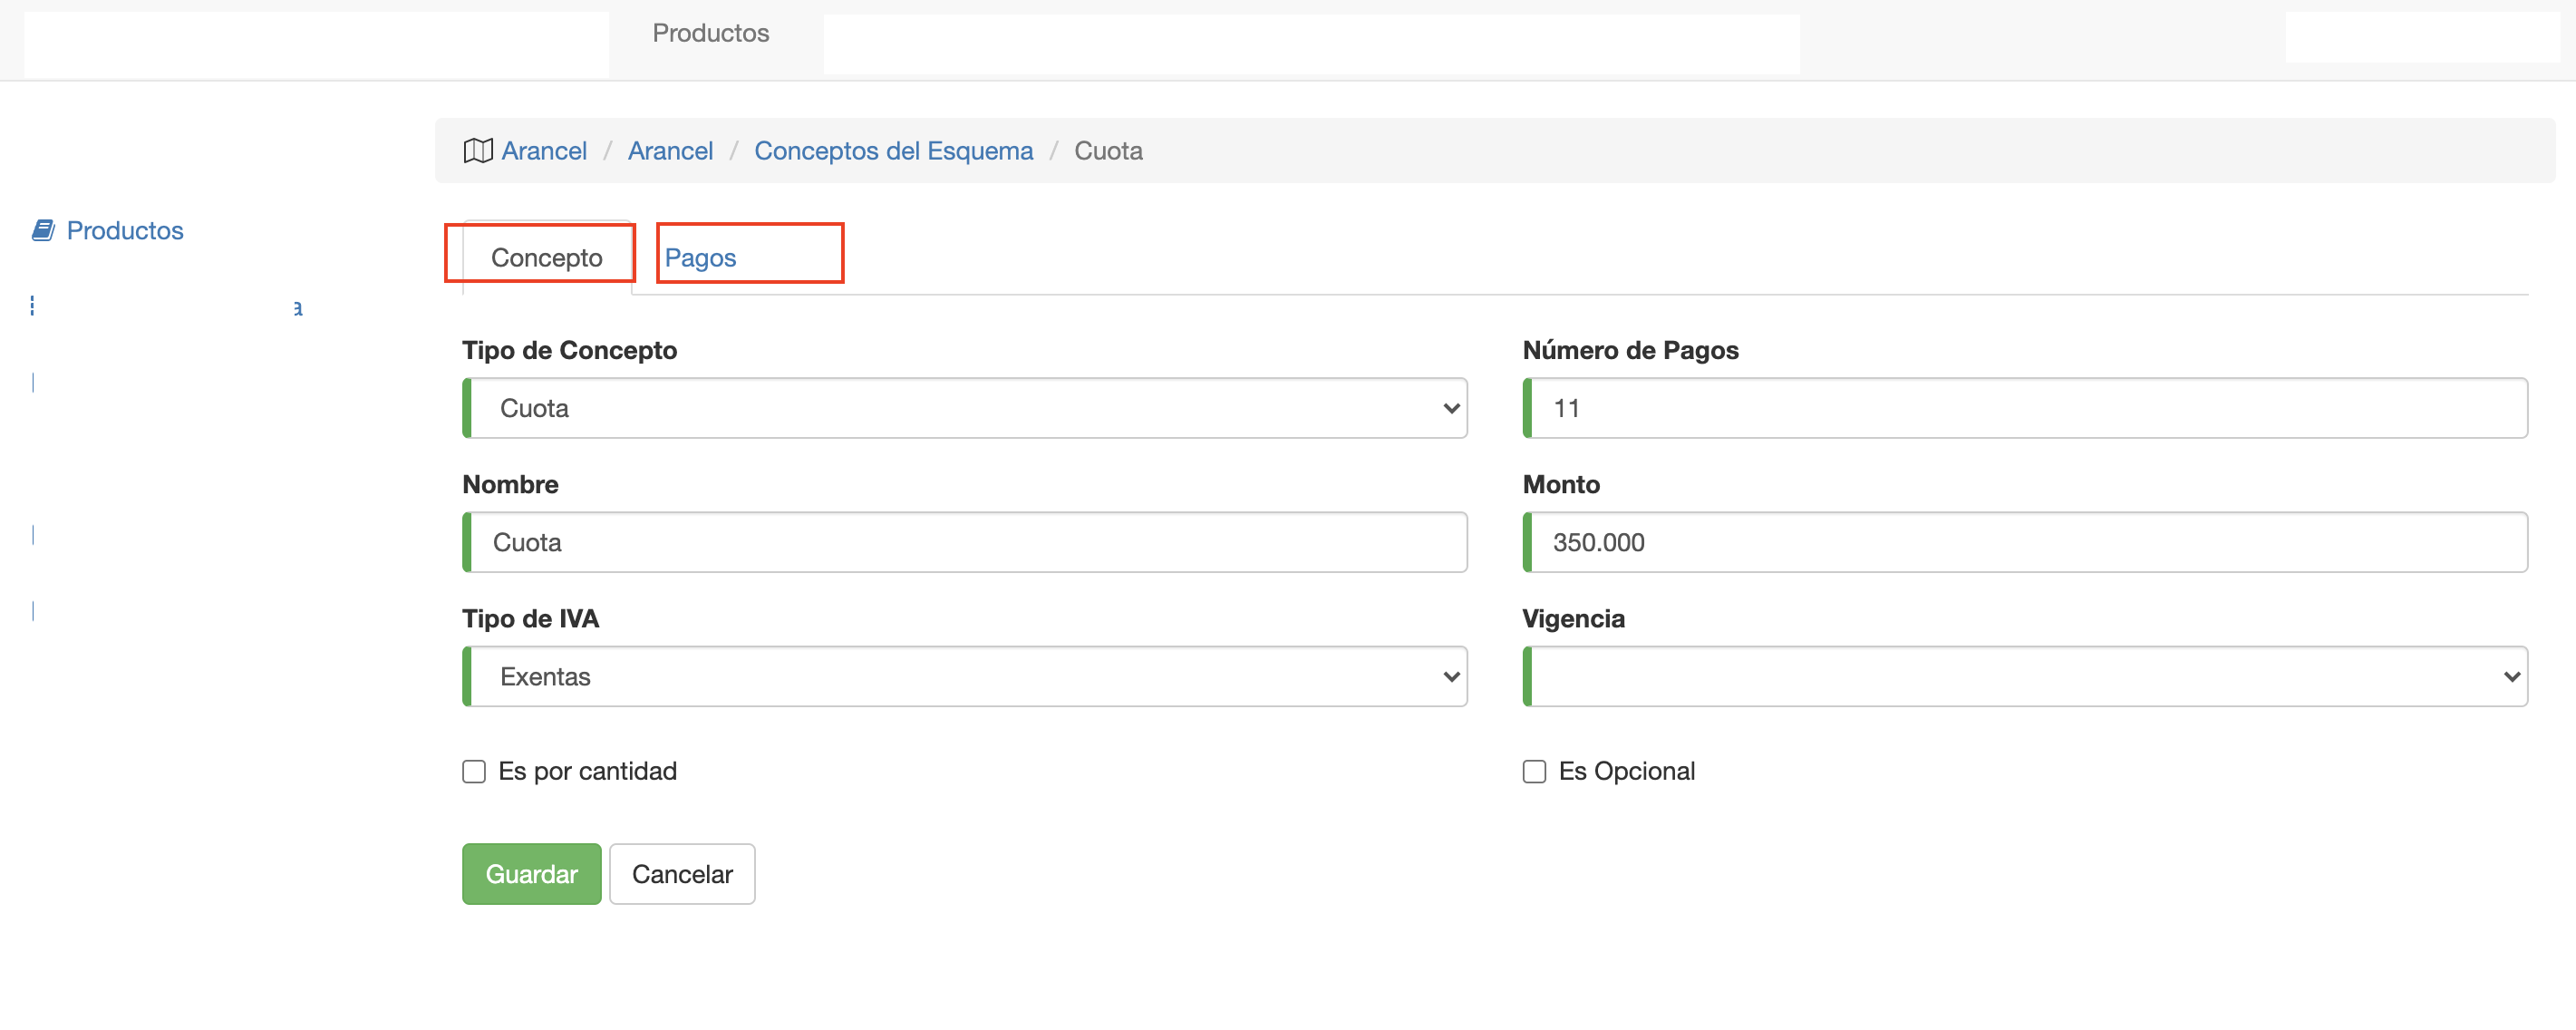 Productos
Arancel / Arancel / Conceptos del Esquema / Cuota
Productos
Concepto
Pagos
Tipo de Concepto
Número de Pagos
Cuota
11
Nombre
Monto
Cuota
350.000
Tipo de IVA
Vigencia
Exentas
Es por cantidad
Es Opcional
Guardar
Cancelar